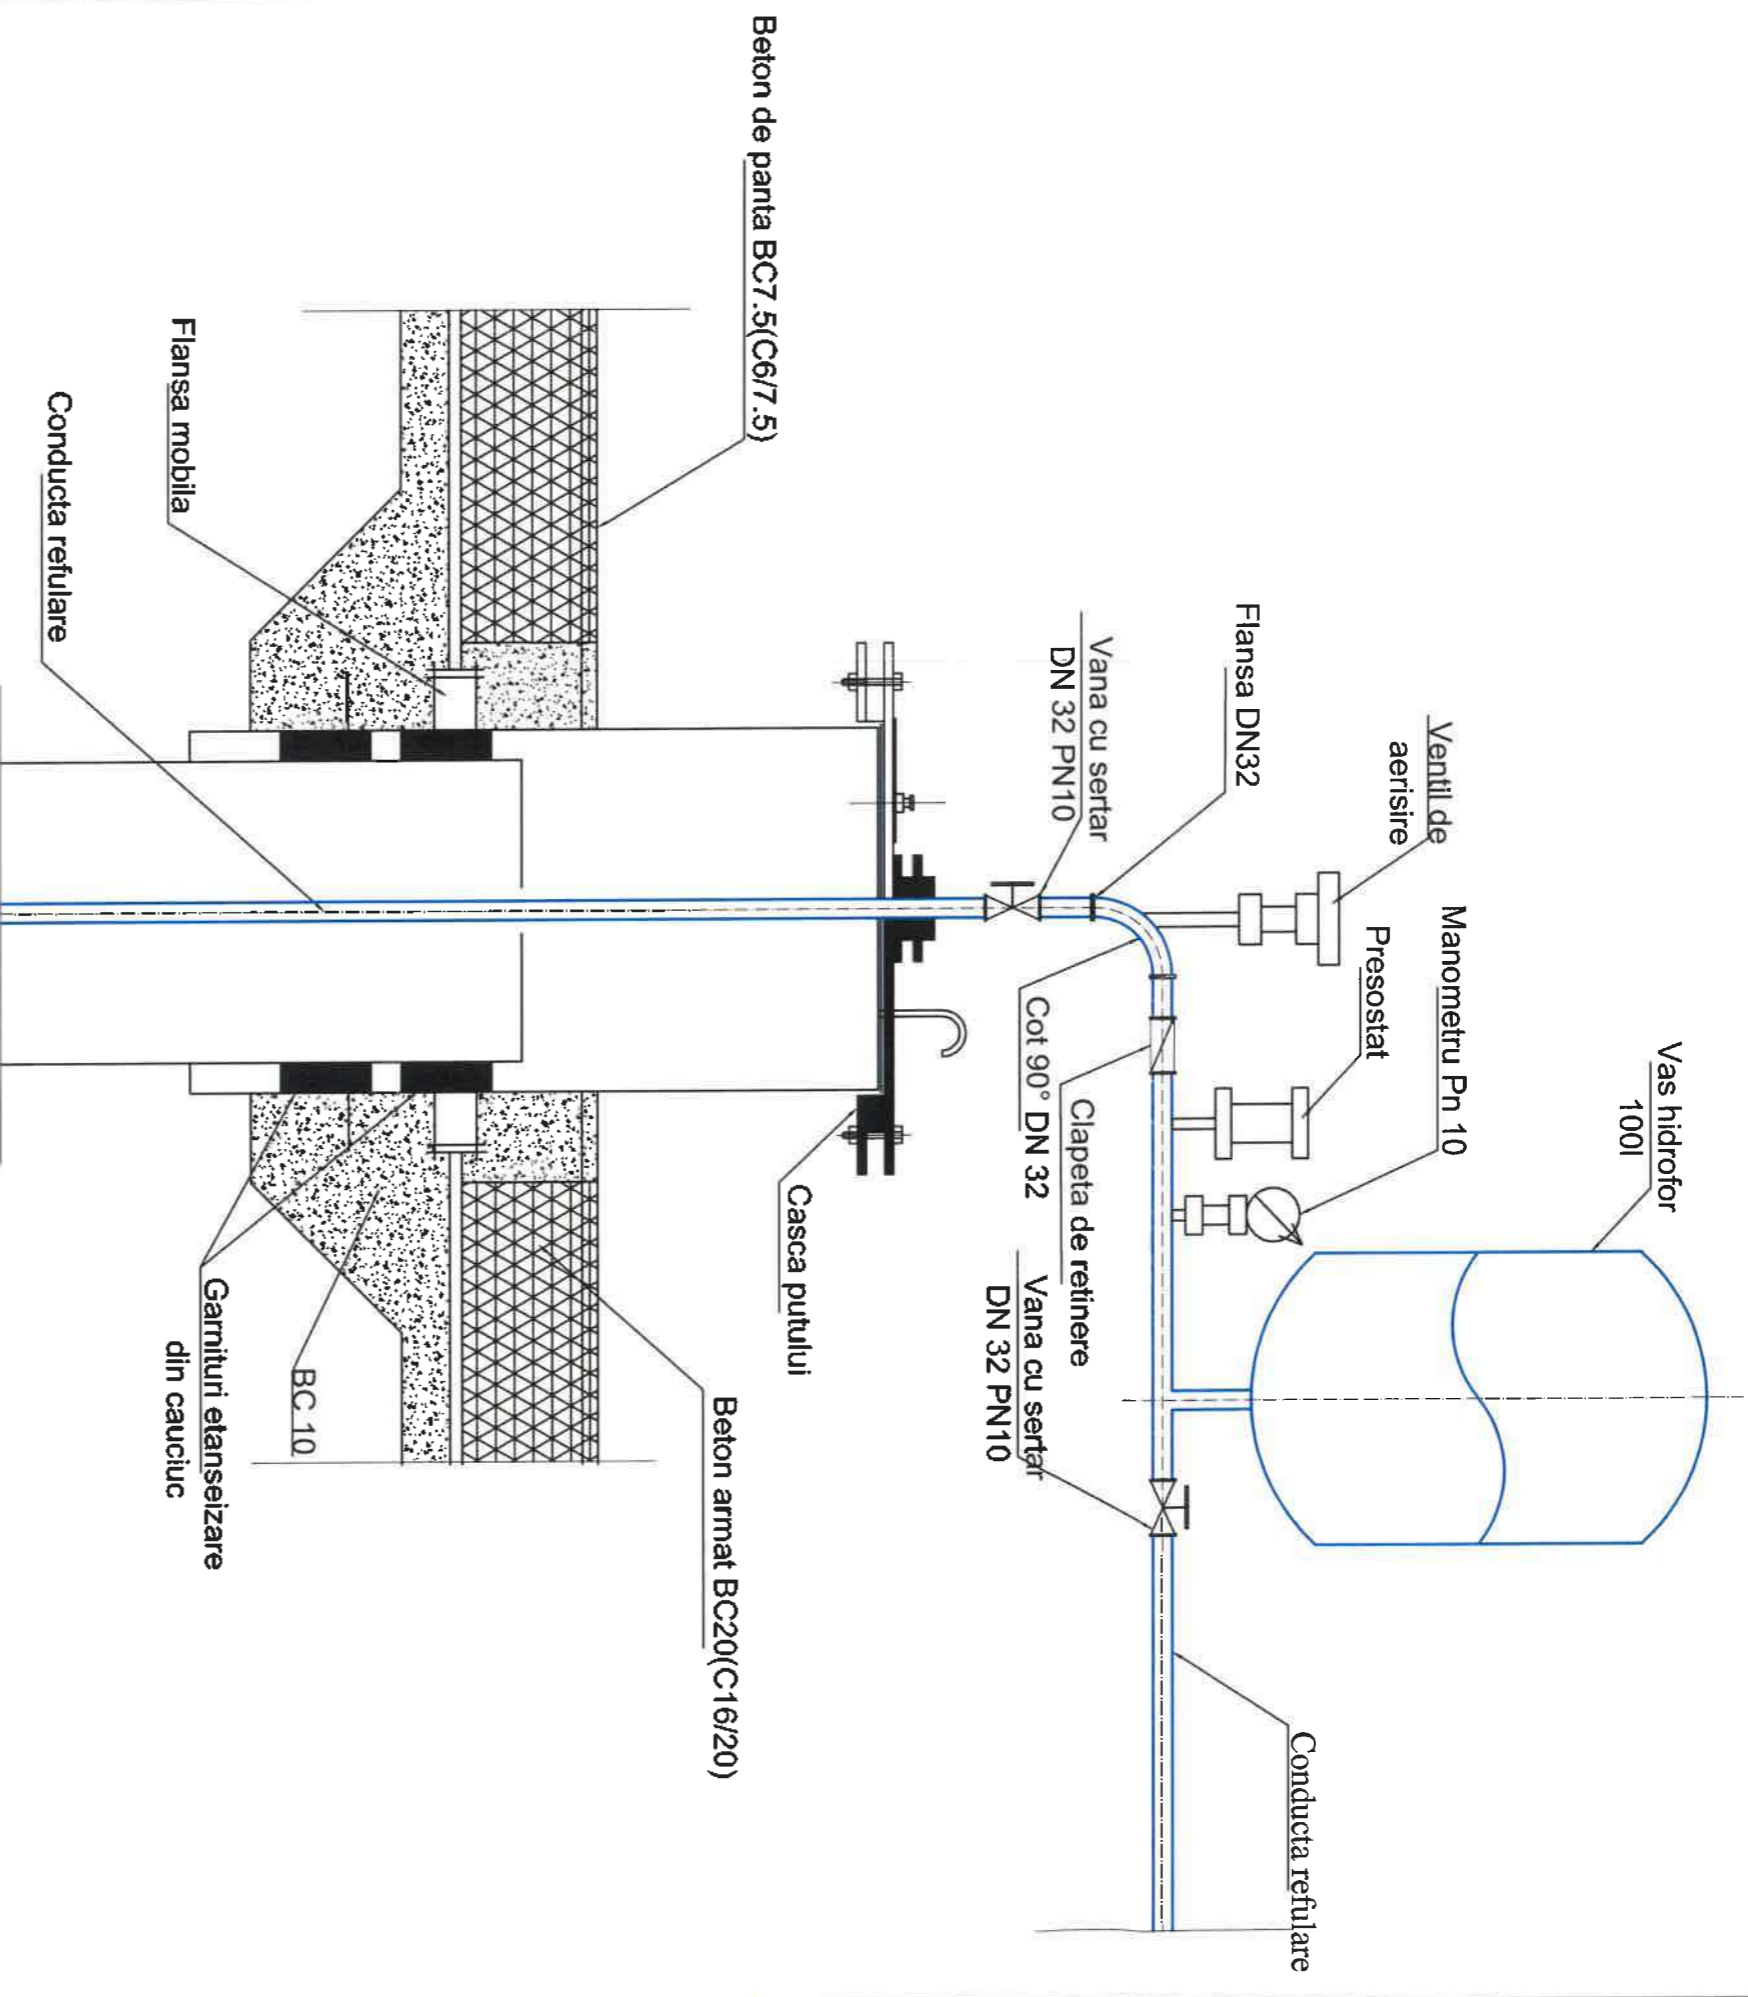 Vas hidrofor
100l
Manometru Pn 10
Presostat
Ventil de
aerisire
Flansa DN32
Vana cu sertar
DN 32 PN10
Cot 90° DN 32
Clapeta de retinere
Vana cu sertar
DN 32 PN10
Conducta refulare
Beton de panta BC7.5(C6/7.5)
Casca putului
Beton armat BC20(C16/20)
Flansa mobila
Conducta refulare
BC 10
Garnituri etanseizare
din cauciuc